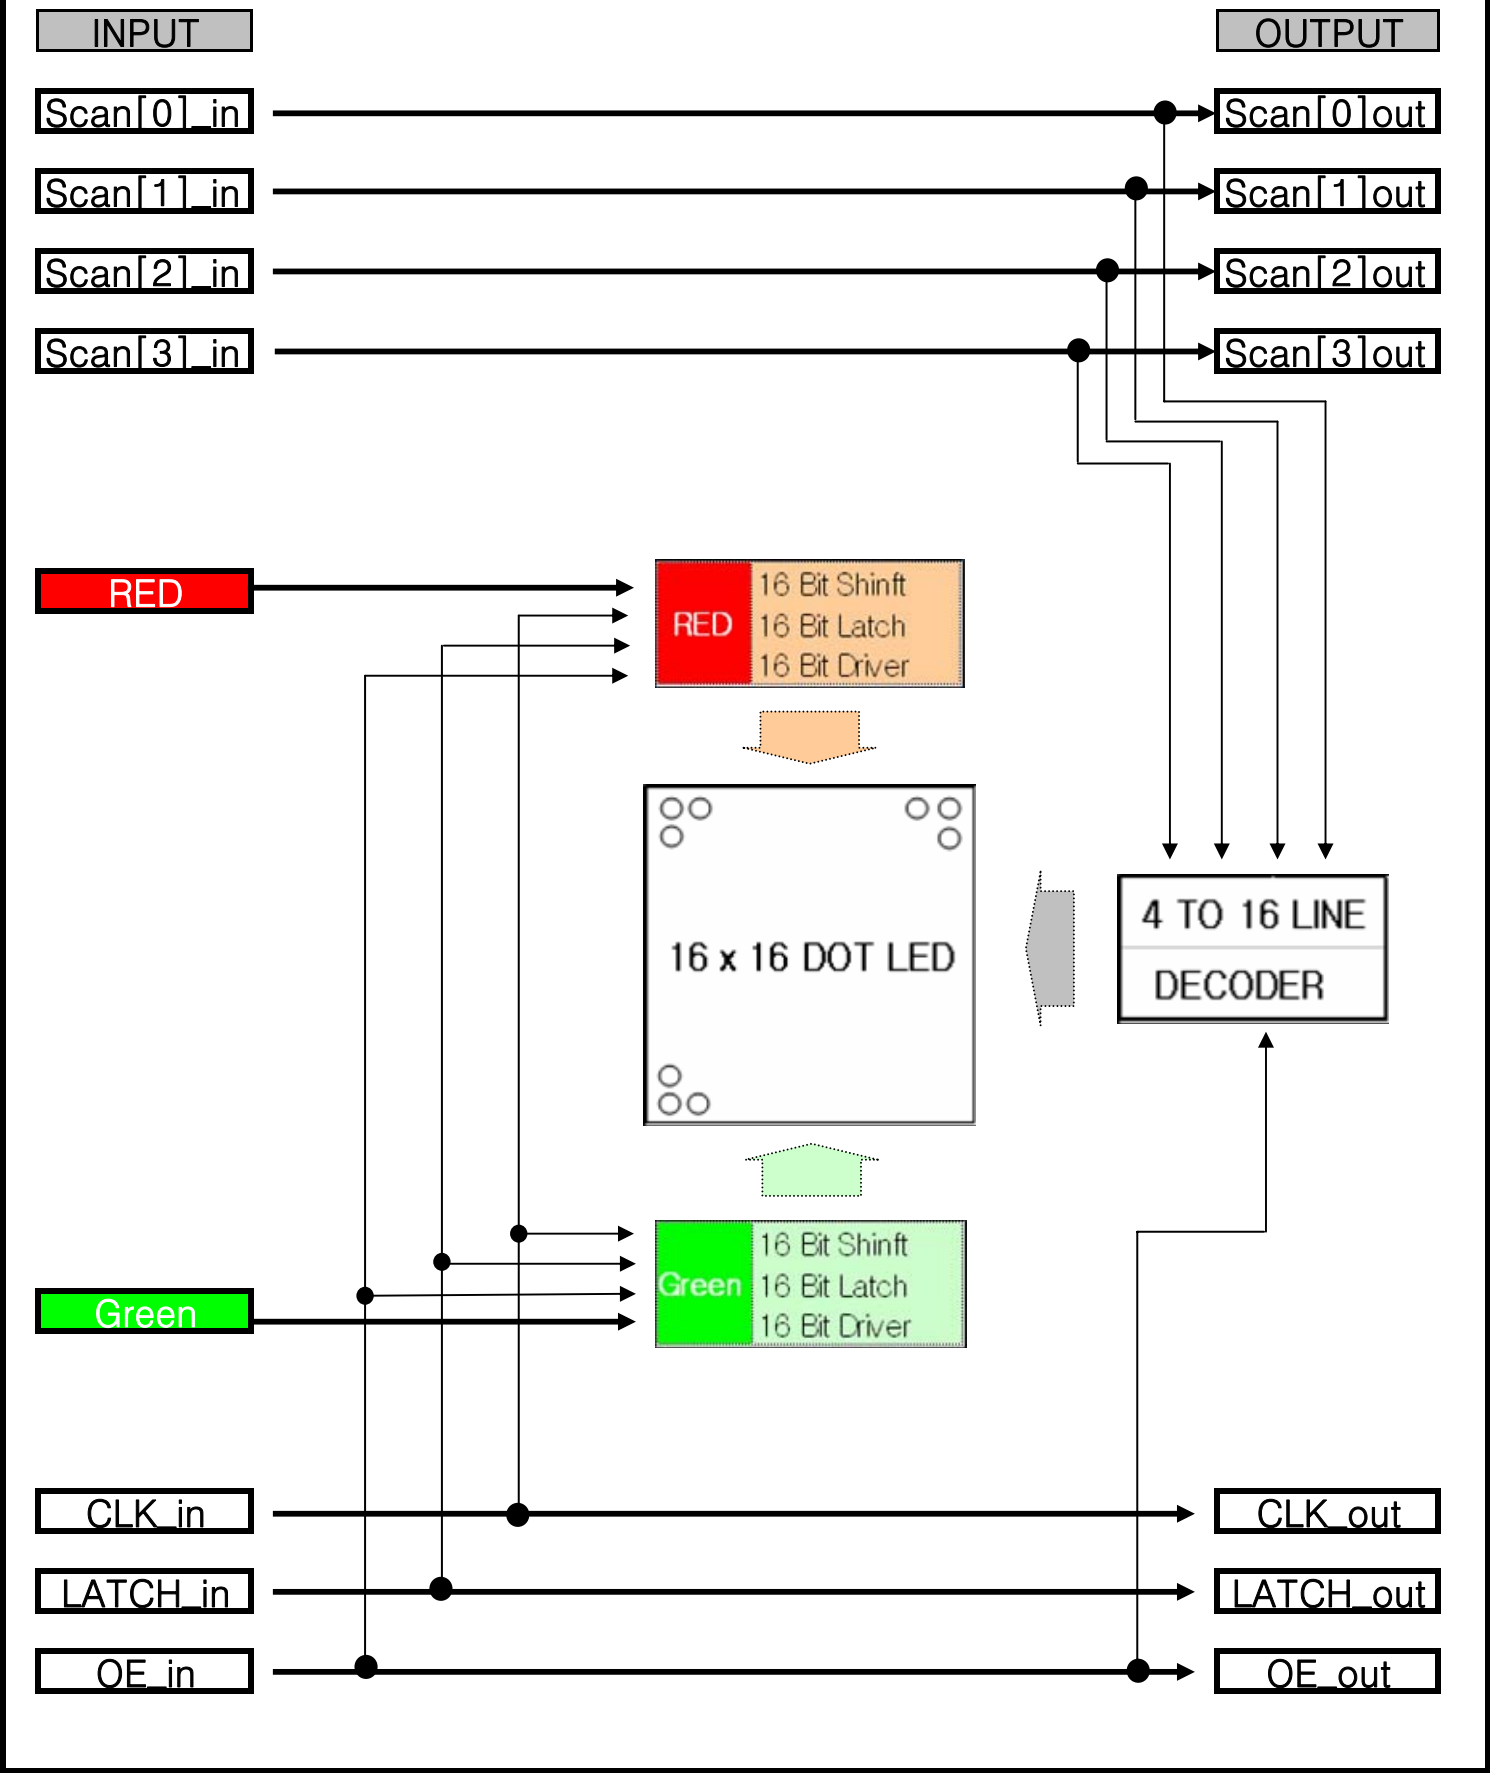 INPUT
OUTPUT
Scan[0]_in
Scan[0]out
Scan[1]_in
Scan[1]out
Scan[2]_in
Scan[2]out
Scan[3]_in
Scan[3]out
RED
RED
16 Bit Shinft
16 Bit Latch
16 Bit Driver
16 x 16 DOT LED
4 TO 16 LINE
DECODER
Green
Green
16 Bit Shinft
16 Bit Latch
16 Bit Driver
CLK_in
CLK_out
LATCH_in
LATCH_out
OE_in
OE_out